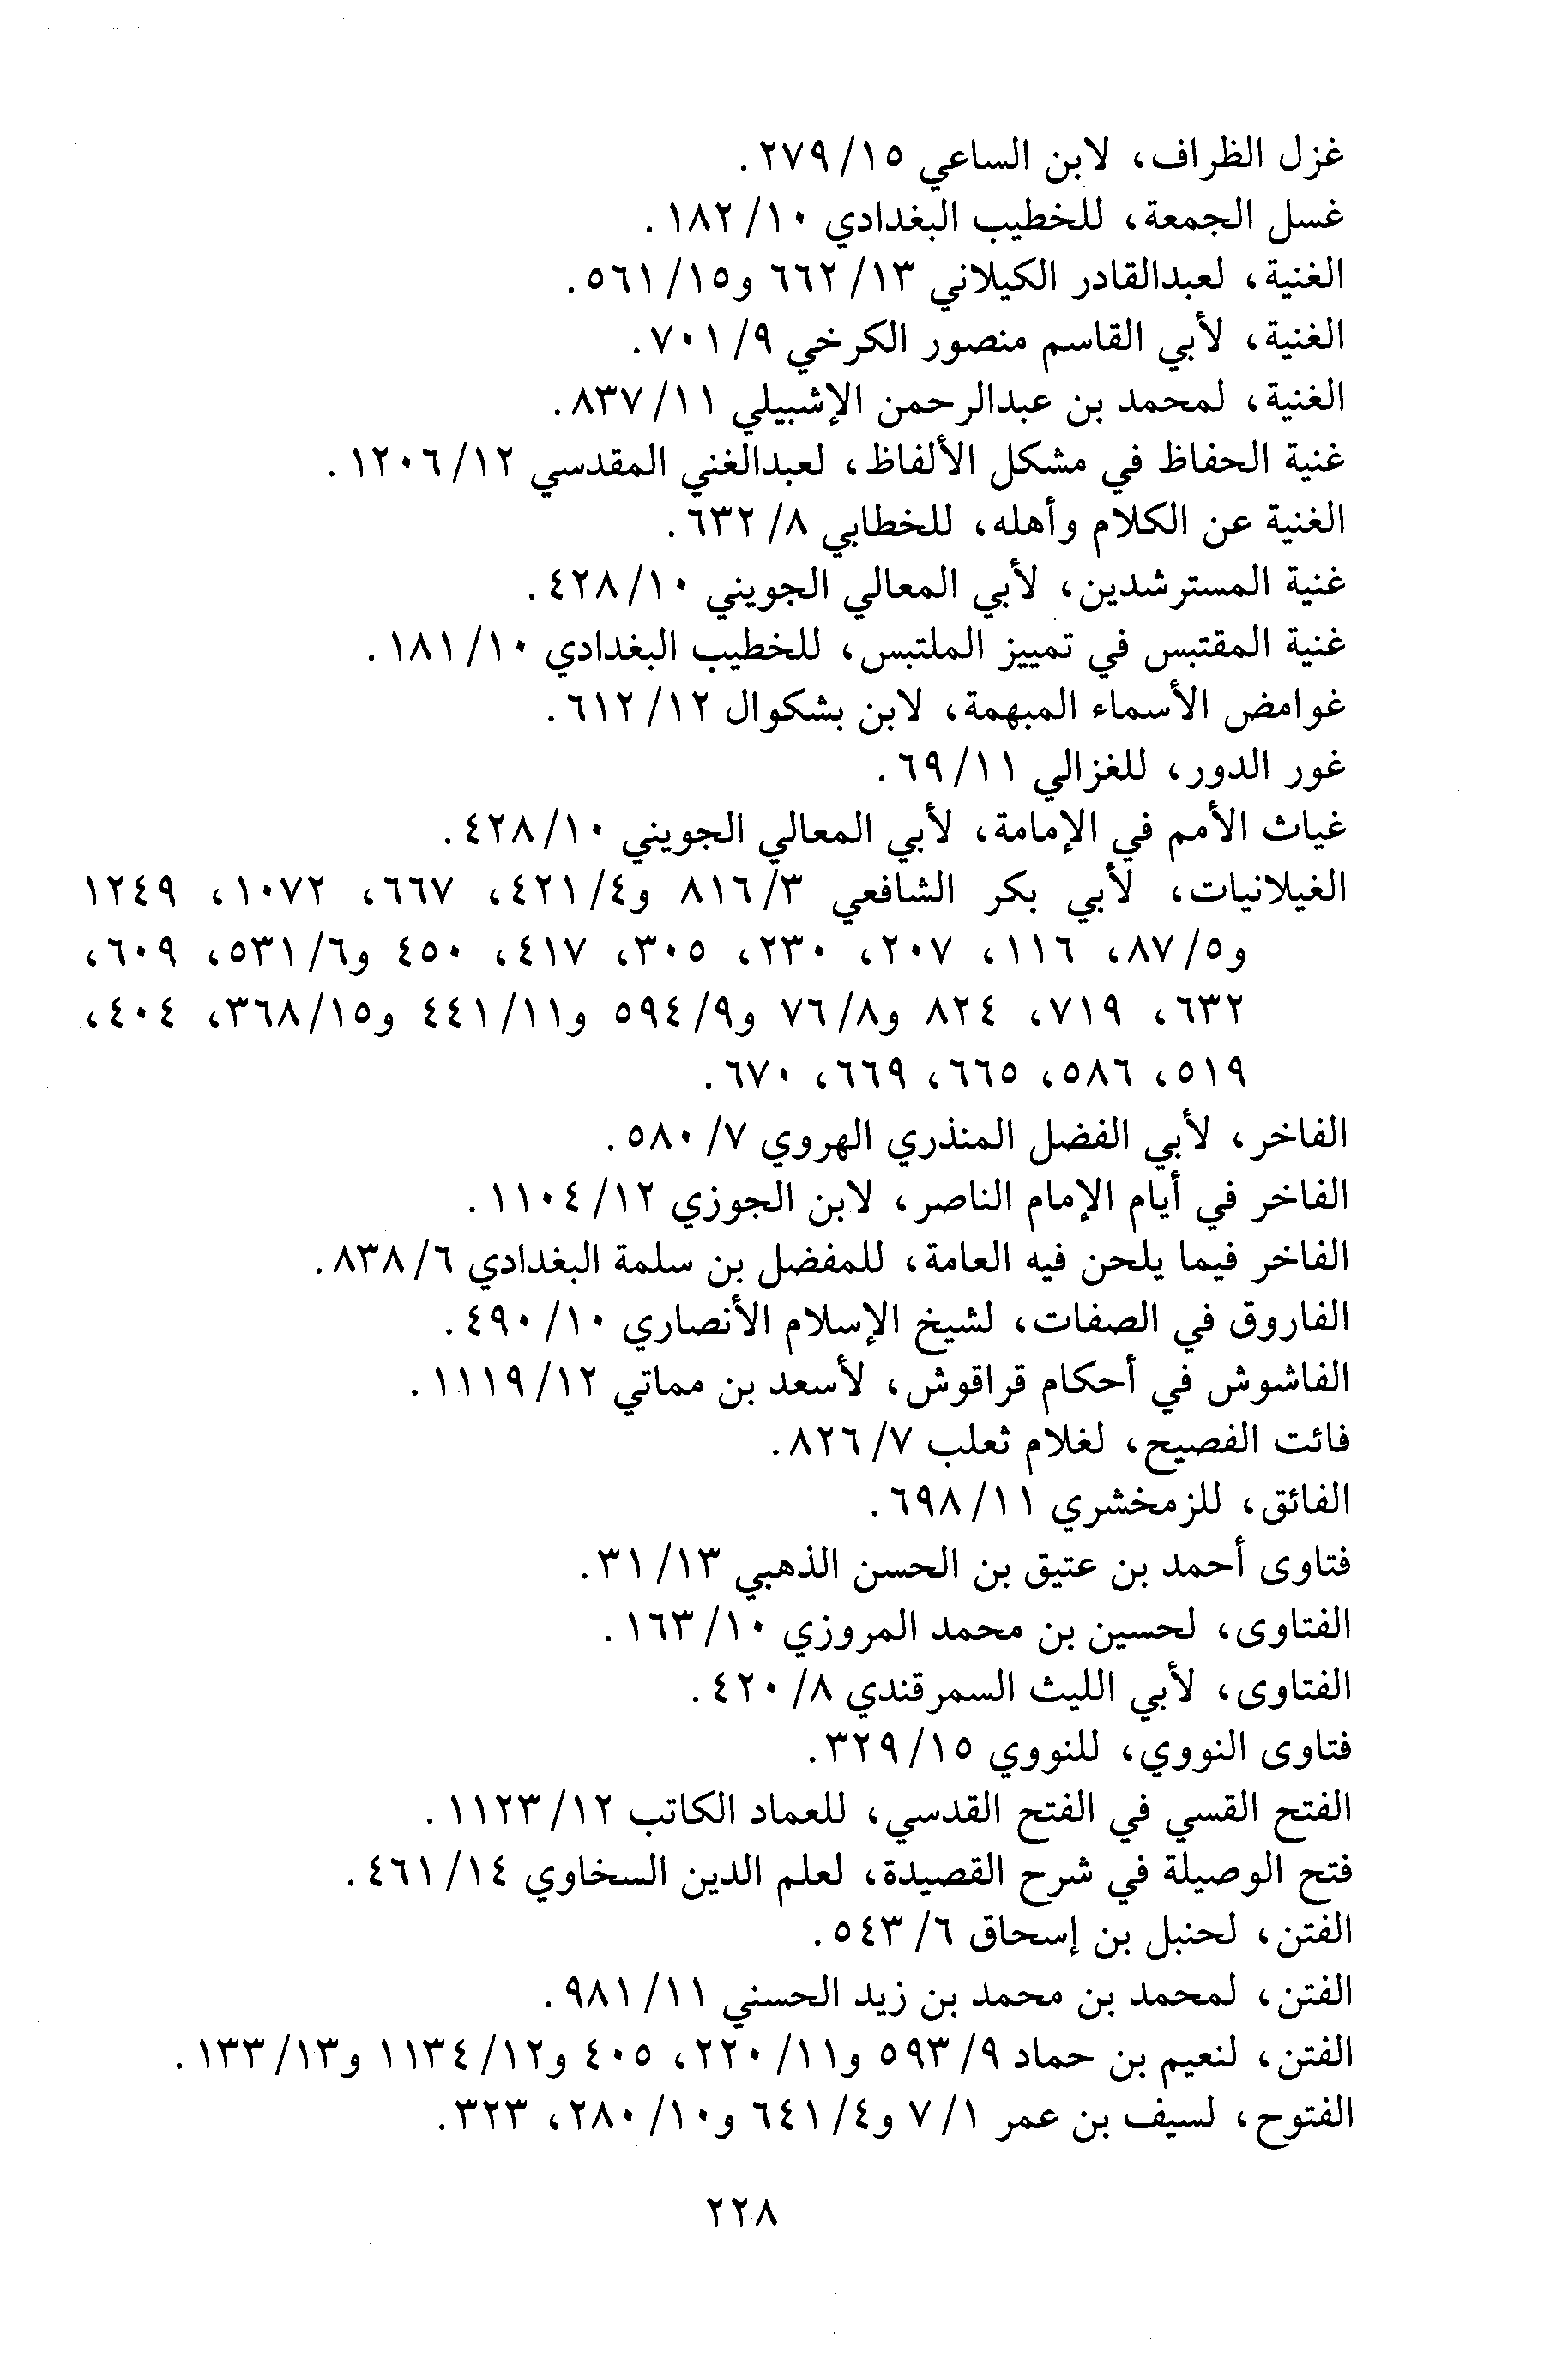 غزل الظراف، لابن الساعي ١٥/ ٢٧٩.
غسل الجمعة، للخطيب البغدادي ١٠/ ١٨٢.
الغنية، لعبدالقادر الكيلاني ١٣/ ٦٦٢ و١٥/ ٥٦١.
الغنية، لأبي القاسم منصور الكرخي ٩/ ٧٠١.
الغنية، لمحمد بن عبدالرحمن الإشبيلي ١١/ ٨٣٧.
غنية الحفاظ في مشكل الألفاظ، لعبدالغني المقدسي ١٢/ ١٢٠٦.
الغنية عن الكلام وأهله، للخطابي ٨/ ٦٣٢.
غنية المسترشدين، لأبي المعالي الجويني ١٠/ ٤٢٨.
غنية المقتبس في تمييز الملتبس، للخطيب البغدادي ١٠/ ١٨١.
غوامض الأسماء المبهمة، لابن بشكوال ١٢/ ٦١٢.
غور الدور، للغزالي ١١/ ٦٩.
غياث الأمم في الإمامة، لأبي المعالي الجويني ١٠/ ٤٢٨.
الغيلانيات، لأبي بكر الشافعي ٣/ ٨١٦ و٤/ ٤٢١، ٦٦٧، ١٠٧٢، ١٢٤٩
و٥/ ٨٧، ١١٦، ٢٠٧، ٢٣٠، ٣٠٥، ٤١٧، ٤٥٠ و٦/ ٥٣١، ٦٠٩،
٦٣٢، ٧١٩، ٨٢٤ و٨/ ٧٦ و٩/ ٥٩٤ و١١/ ٤٤١ و١٥/ ٣٦٨، ٤٠٤،
٥١٩، ٥٨٦، ٦٦٥، ٦٦٩، ٦٧٠.
الفاخر، لأبي الفضل المنذري الهروي ٧/ ٥٨٠.
الفاخر في أيام الإمام الناصر، لابن الجوزي ١٢/ ١١٠٤.
الفاخر فيما يلحن فيه العامة، للمفضل بن سلمة البغدادي ٦/ ٨٣٨.
الفاروق في الصفات، لشيخ الإسلام الأنصاري ١٠/ ٤٩٠.
الفاشوش في أحكام قراقوش، لأسعد بن مماتي ١٢/ ١١١٩.
فائت الفصيح، لغلام ثعلب ٧/ ٨٢٦.
الفائق، للزمخشري ١١/ ٦٩٨.
فتاوى أحمد بن عتيق بن الحسن الذهبي ١٣/ ٣١.
الفتاوى، لحسين بن محمد المروزي ١٠/ ١٦٣.
الفتاوى، لأبي الليث السمرقندي ٨/ ٤٢٠.
فتاوى النووي، للنووي ١٥/ ٣٢٩.
الفتح القسي في الفتح القدسي، للعماد الكاتب ١٢/ ١١٢٣.
فتح الوصيلة في شرح القصيدة، لعلم الدين السخاوي ١٤/ ٤٦١.
الفتن، لحنبل بن إسحاق ٦/ ٥٤٣.
الفتن، لمحمد بن محمد بن زيد الحسني ١١/ ٩٨١.
الفتن، لنعيم بن حماد ٩/ ٥٩٣ و١١/ ٢٢٠، ٤٠٥ و١٢/ ١١٣٤ و١٣/ ١٣٣.
الفتوح، لسيف بن عمر ١/ ٧ و٤/ ٦٤١ و١٠/ ٢٨٠، ٣٢٣.
٢٢٨